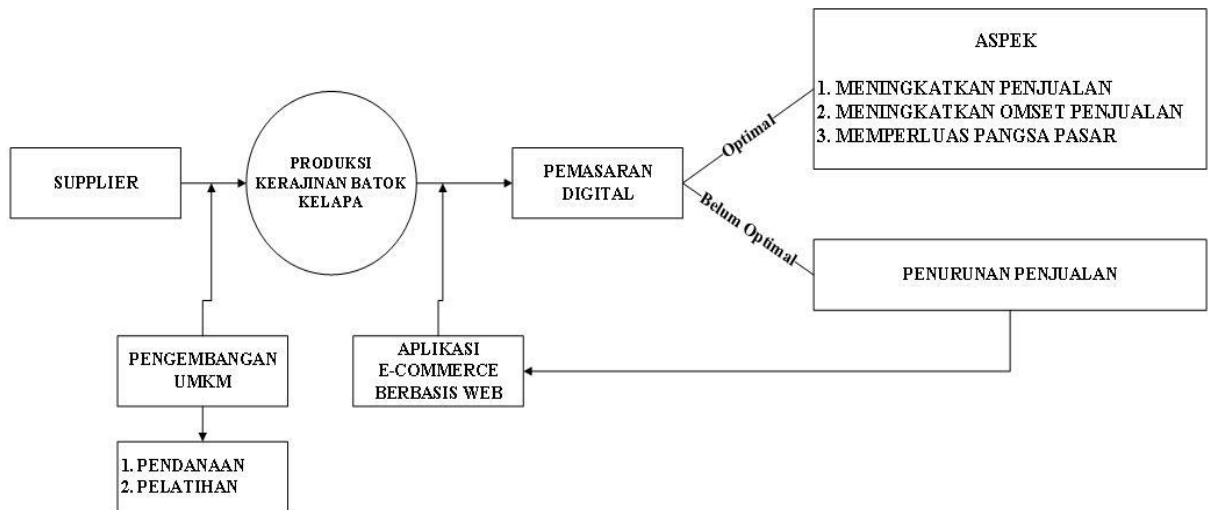 ASPEK
1. MENINGKATKAN PENJUALAN
2. MENINGKATKAN OMSET PENJUALAN
3. MEMPERLUAS PANGSA PASAR
Optimal
SUPPLIER
PRODUKSI
KERAJINAN BATOK
KELAPA
PEMASARAN
DIGITAL
Belum Optimal
PENURUNAN PENJUALAN
PENGEMBANGAN
UMKM
APLIKASI
E-COMMERCE
BERBASIS WEB
1. PENDANAAN
2. PELATIHAN